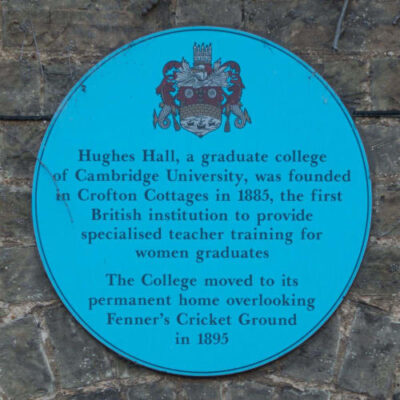 Hughes Hall, a graduate college
of Cambridge University, was founded
in Crofton Cottages in 1885, the first
British institution to provide
specialised teacher training for
women graduates
The College moved to its
permanent home overlooking
Fenner's Cricket Ground
in 1895